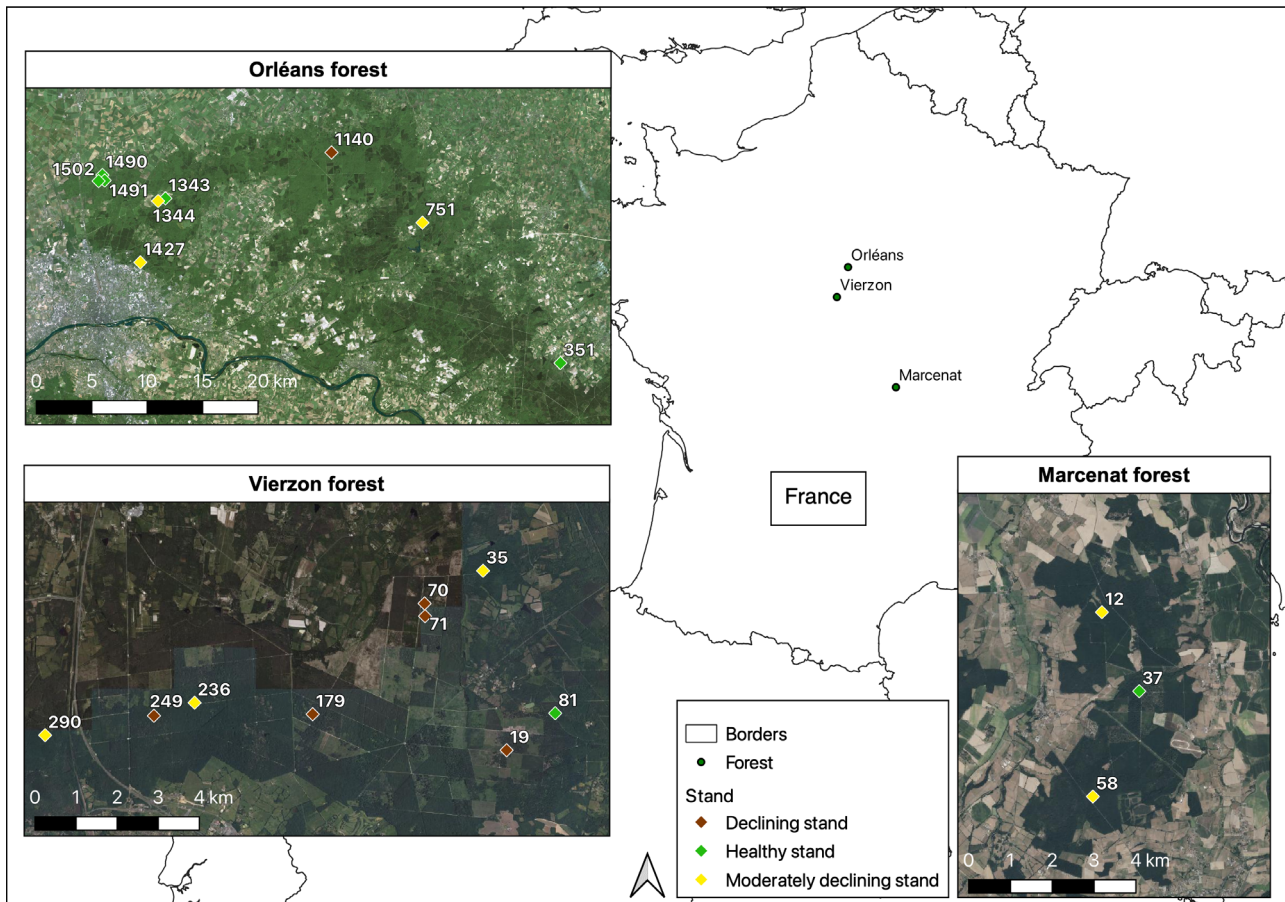 Orléans forest
1140
1490
1502
1491
1343
1344
751
1427
351
0 5 10 15 20 km
Orléans
Vierzon
Marcenat
France
Vierzon forest
35
70
71
236
249
179
81
290
19
0 1 2 3 4 km
Marcenat forest
12
37
58
0 1 2 3 4 km
Borders
Forest
Stand
Declining stand
Healthy stand
Moderately declining stand